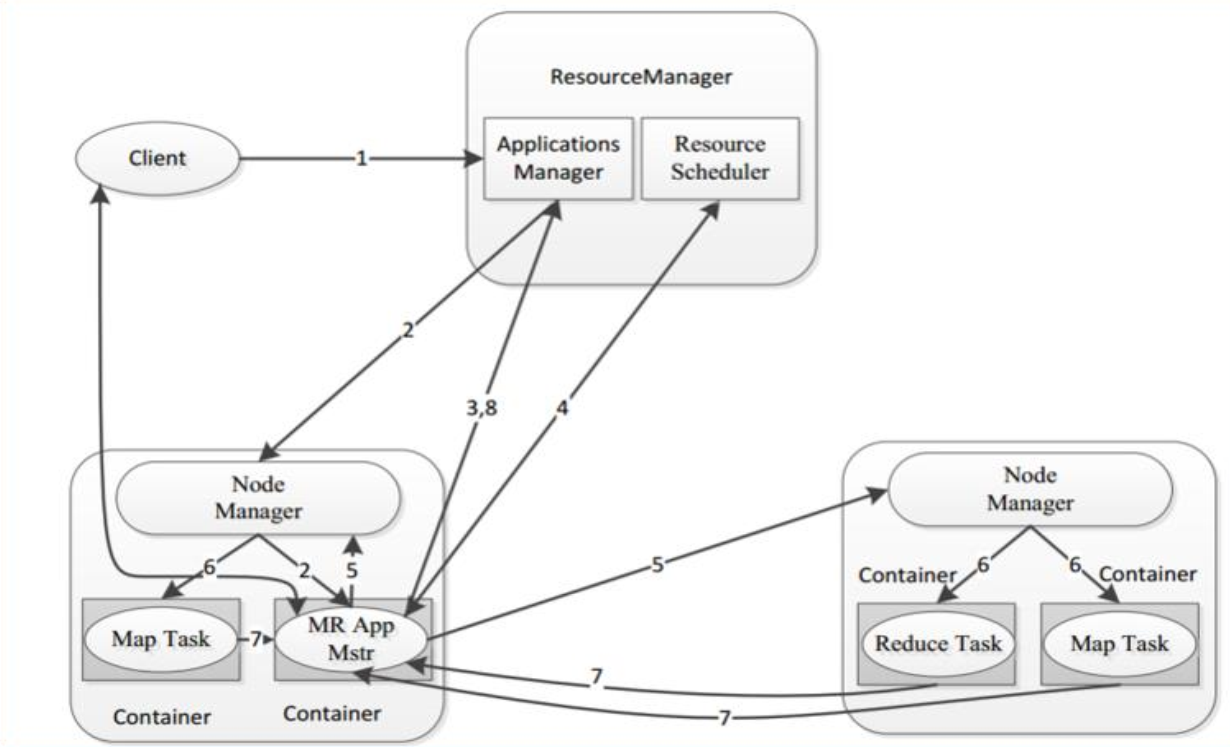 ResourceManager
Client
1
Applications
Manager
Resource
Scheduler
2
3,8
4
Node
Manager
6
2
5
Map Task
7
MR App
Mstr
Container
Container
5
7
7
Node
Manager
Container
6
6
Container
Reduce Task
Map Task